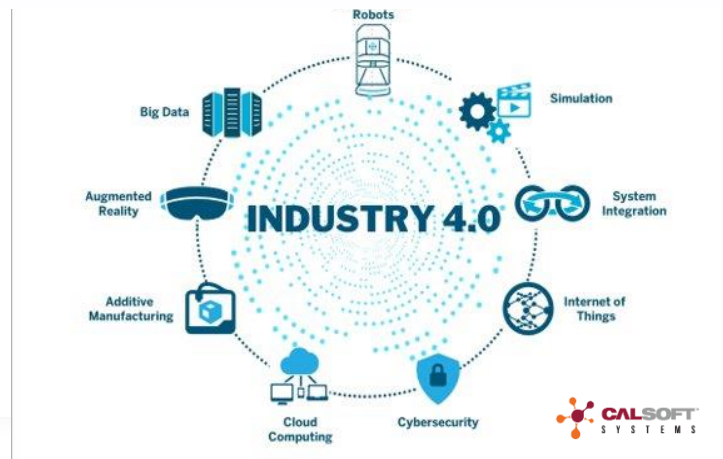 Robots
Simulation
Big Data
System
Integration
Augmented
Reality
INDUSTRY 4.0
Internet of
Things
Additive
Manufacturing
Cloud
Computing
Cybersecurity
CALSOFT
SYSTEMS